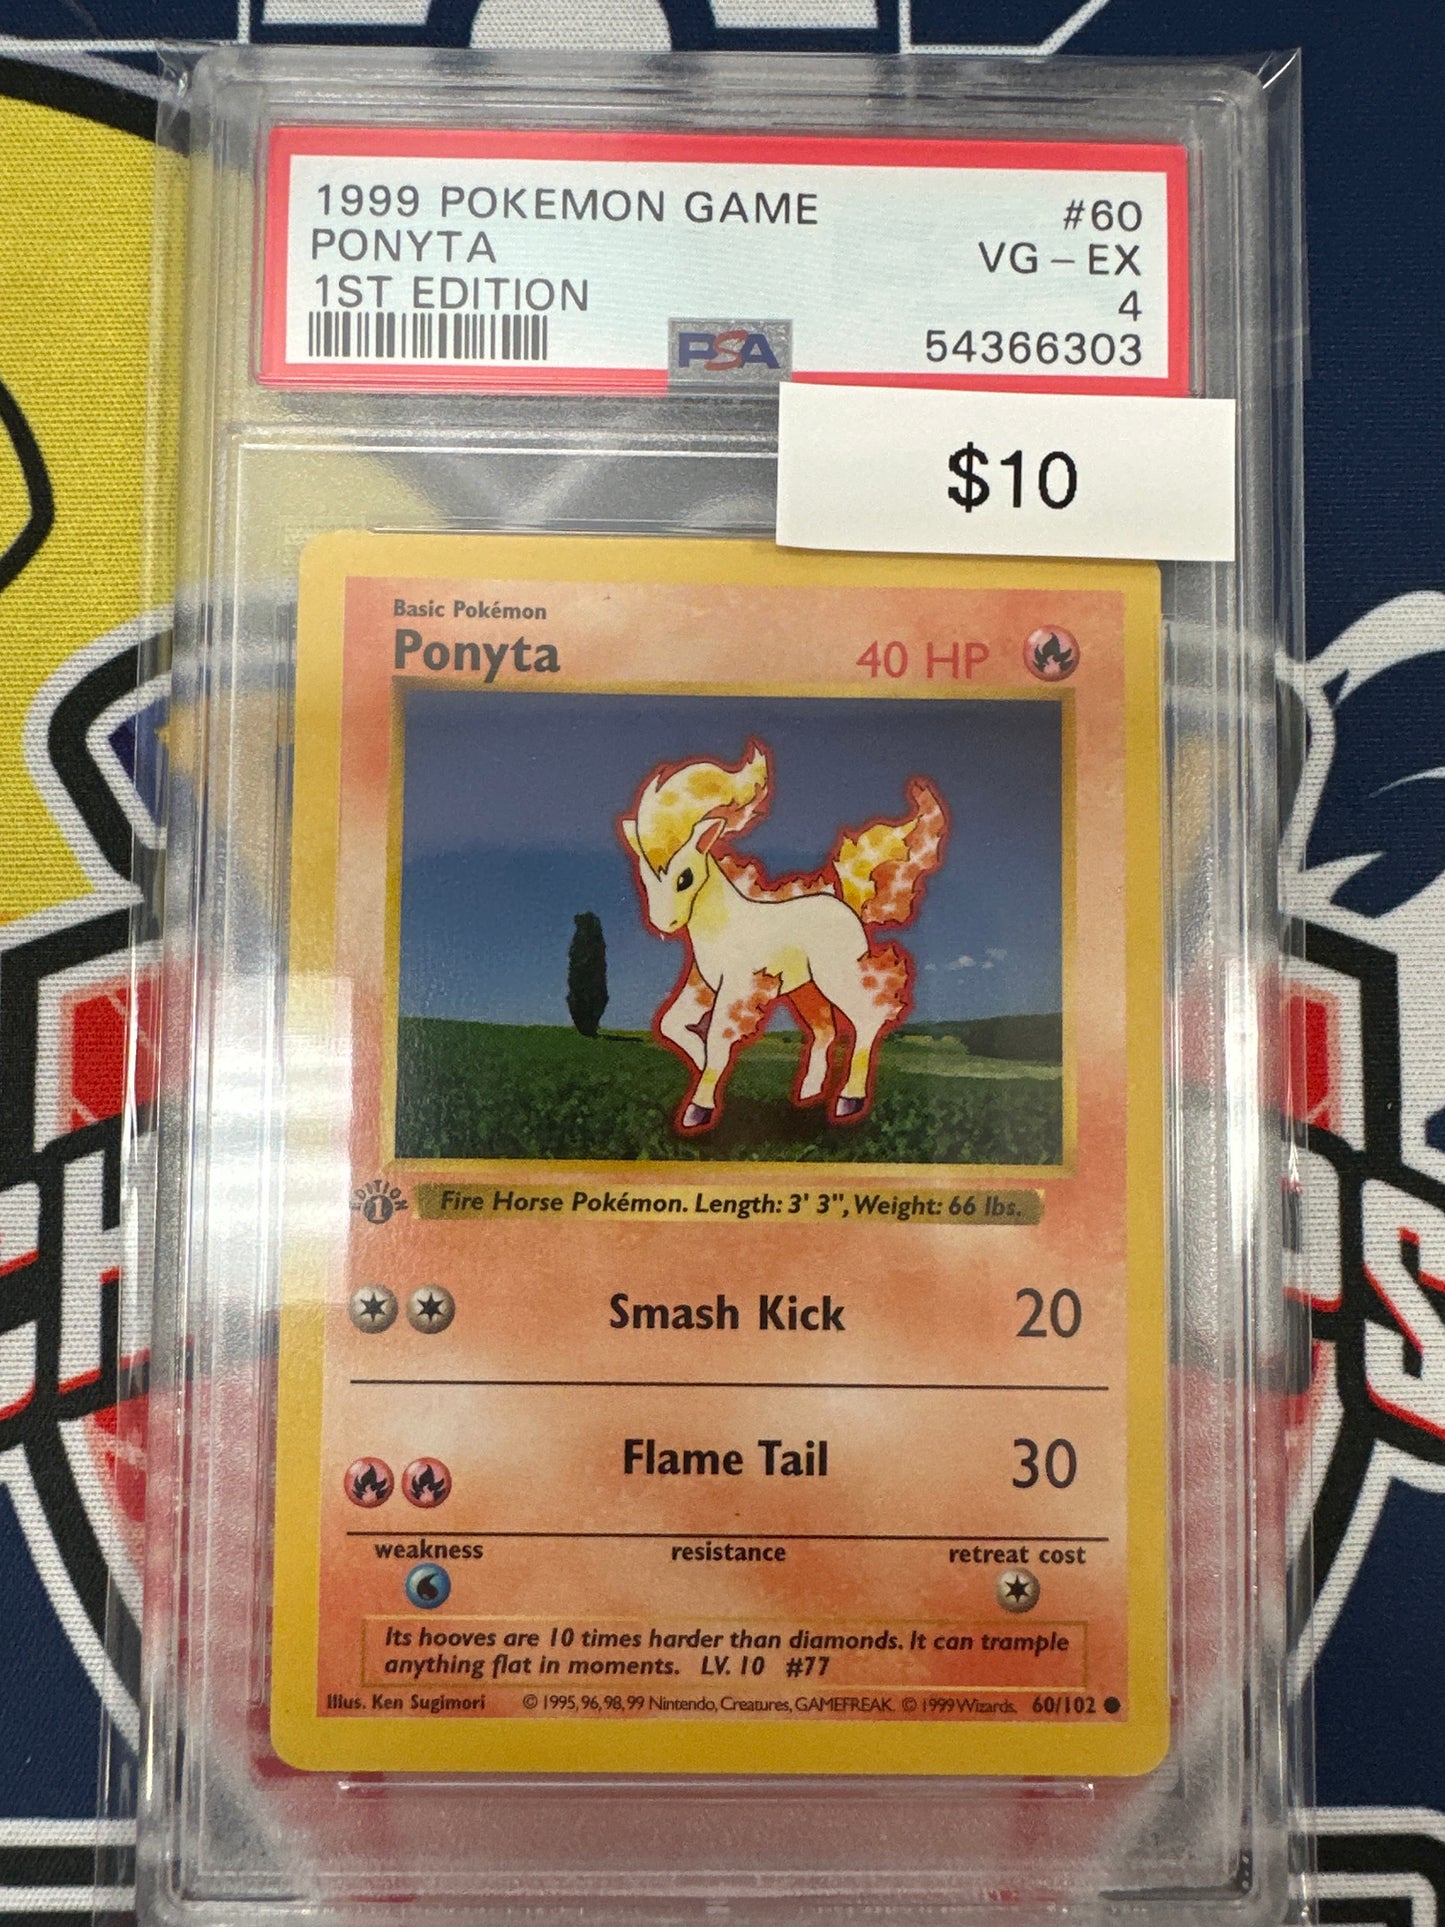 1999 POKEMON GAME #60
PONYTA VG - EX
1ST EDITION 4
PSA 54366303
$10
Basic Pokémon
Ponyta 40 HP
EDITION
1
Fire Horse Pokémon. Length: 3' 3", Weight: 66 lbs.
Smash Kick 20
Flame Tail 30
weakness resistance retreat cost
Its hooves are 10 times harder than diamonds. It can trample
anything flat in moments. LV. 10 #77
Illus. Ken Sugimori © 1995, 96, 98, 99 Nintendo, Creatures, GAMEFREAK. © 1999 Wizards. 60/102